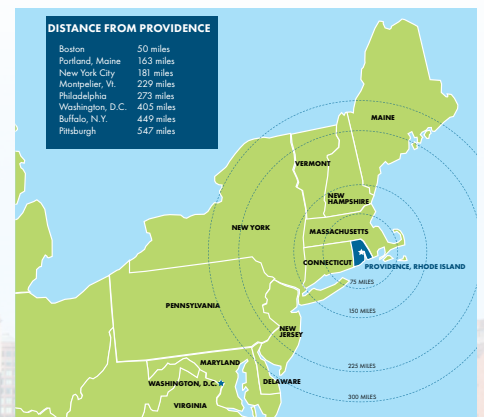 DISTANCE FROM PROVIDENCE
Boston 50 miles
Portland, Maine 163 miles
New York City 181 miles
Montpelier, Vt. 229 miles
Philadelphia 273 miles
Washington, D.C. 405 miles
Buffalo, N.Y. 449 miles
Pittsburgh 547 miles
MAINE
VERMONT
NEW
HAMPSHIRE
NEW YORK
MASSACHUSETTS
CONNECTICUT
PROVIDENCE, RHODE ISLAND
75 MILES
PENNSYLVANIA
150 MILES
NEW
JERSEY
MARYLAND
225 MILES
WASHINGTON, D.C.
DELAWARE
300 MILES
VIRGINIA